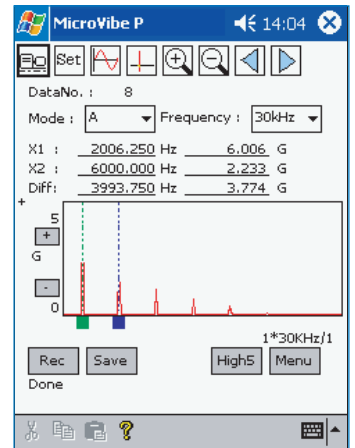 MicroVibe P 14:04
Set
DataNo. : 8
Mode : A Frequency : 30kHz
X1 : 2006.250 Hz 6.006 G
X2 : 6000.000 Hz 2.233 G
Diff: 3993.750 Hz 3.774 G
+
5
+
G
-
0
1*30KHz/1
Rec Save High5 Menu
Done